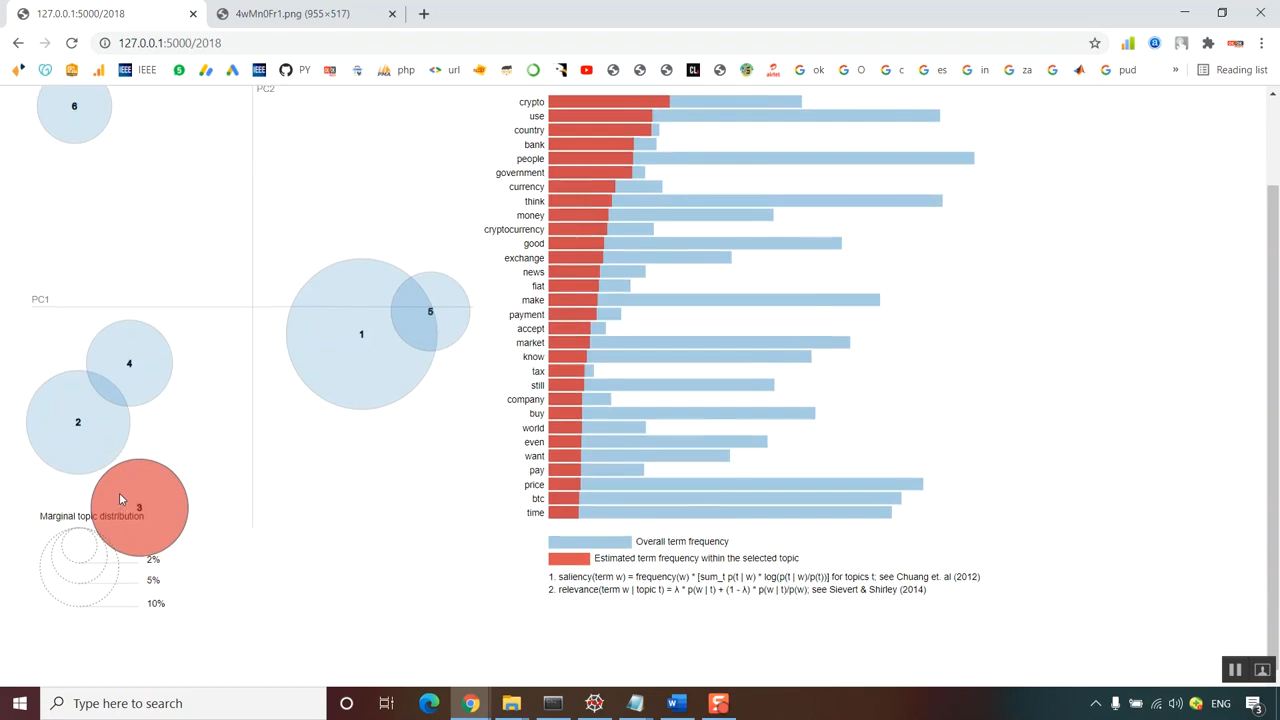 127.0.0.1:5000/2018
4wMn0Fr1.png (955×517)
127.0.0.1:5000/2018
IEEE
5
IEEE
PY
php
url
CL
airtel
ok
O
c
es
in
za
pud
»
Reading list
6
PC2
PC1
1
5
4
2
3
Marginal topic distribution
2%
5%
10%
crypto
use
country
bank
people
government
currency
think
money
cryptocurrency
good
exchange
news
fiat
make
payment
accept
market
know
tax
still
company
buy
world
even
want
pay
price
btc
time
Overall term frequency
Estimated term frequency within the selected topic
1. saliency(term w) = frequency(w) * [sum_t p(t | w) * log(p(t | w)/p(t))] for topics t; see Chuang et. al (2012)
2. relevance(term w | topic t) = λ * p(w | t) + (1 - λ) * p(w | t)/p(w); see Sievert & Shirley (2014)
Type here to search
ENG
3